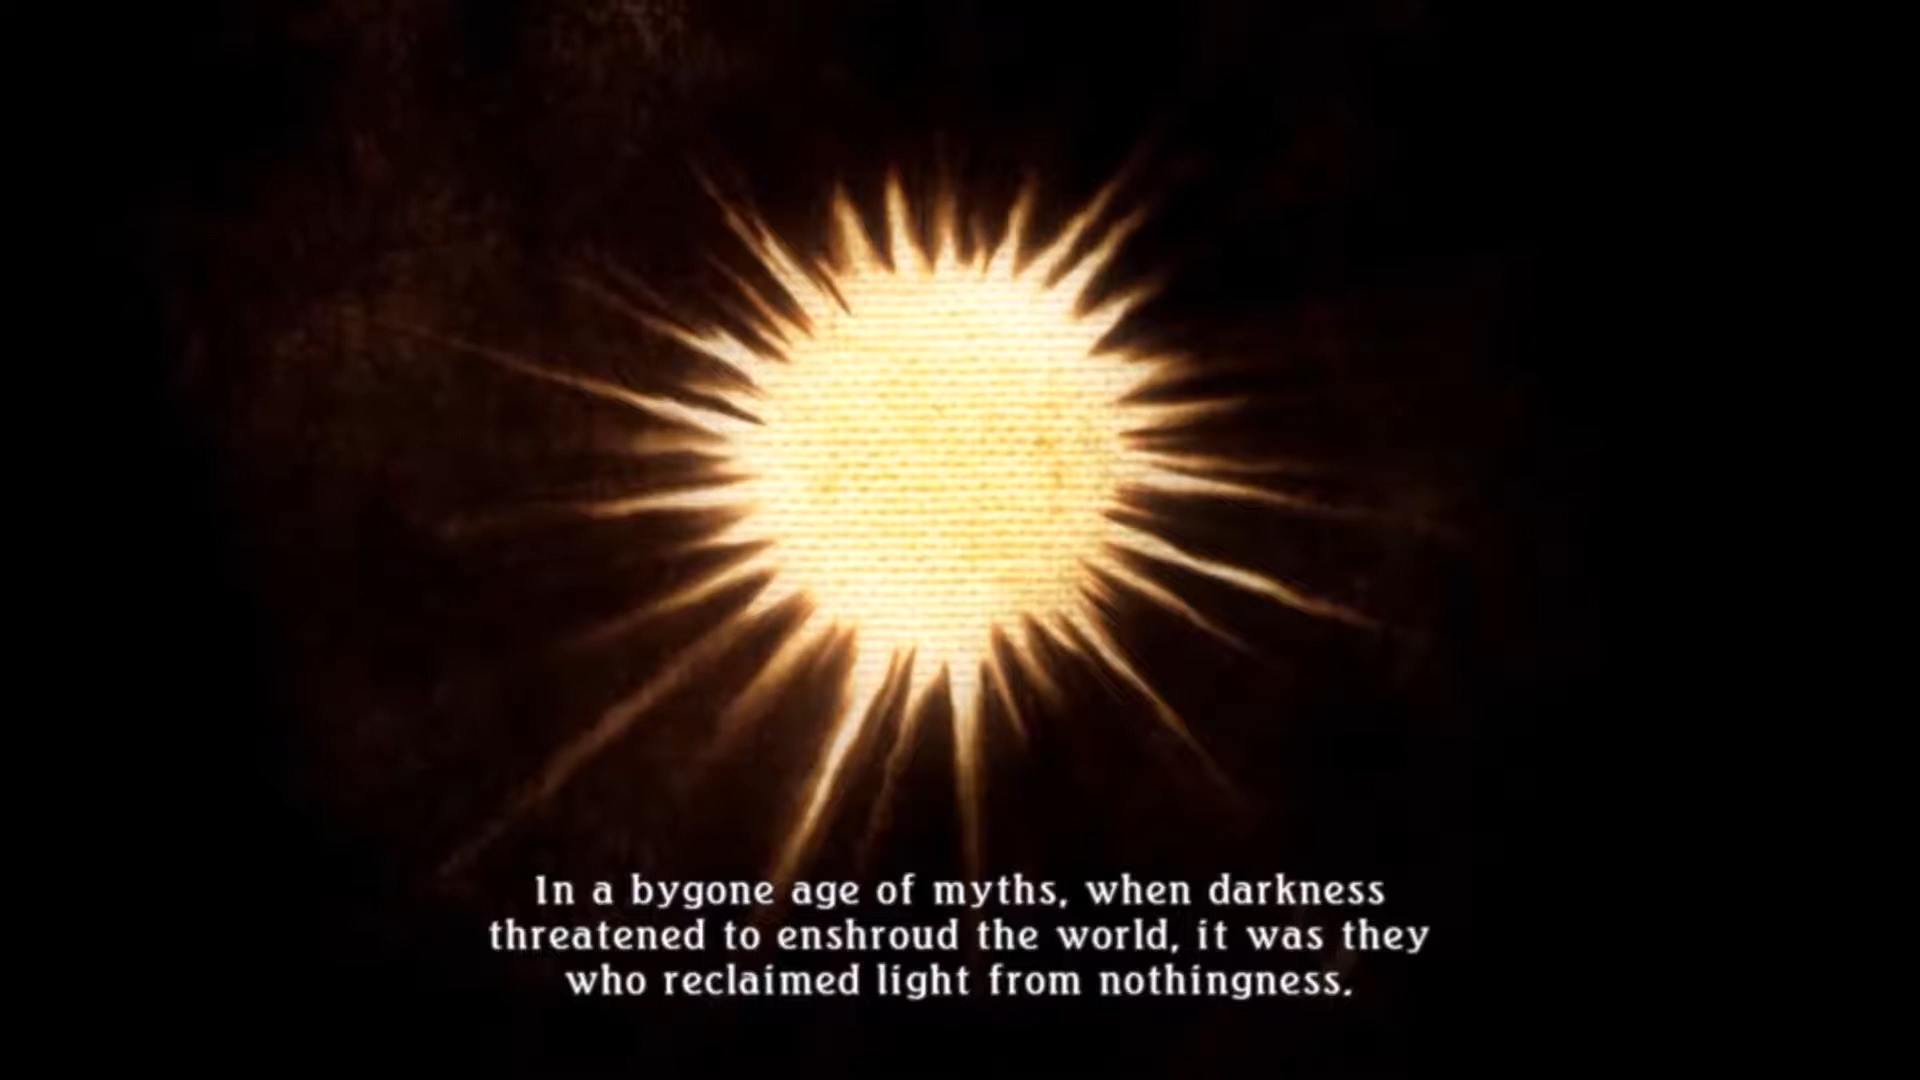 In a bygone age of myths, when darkness
threatened to enshroud the world, it was they
who reclaimed light from nothingness.